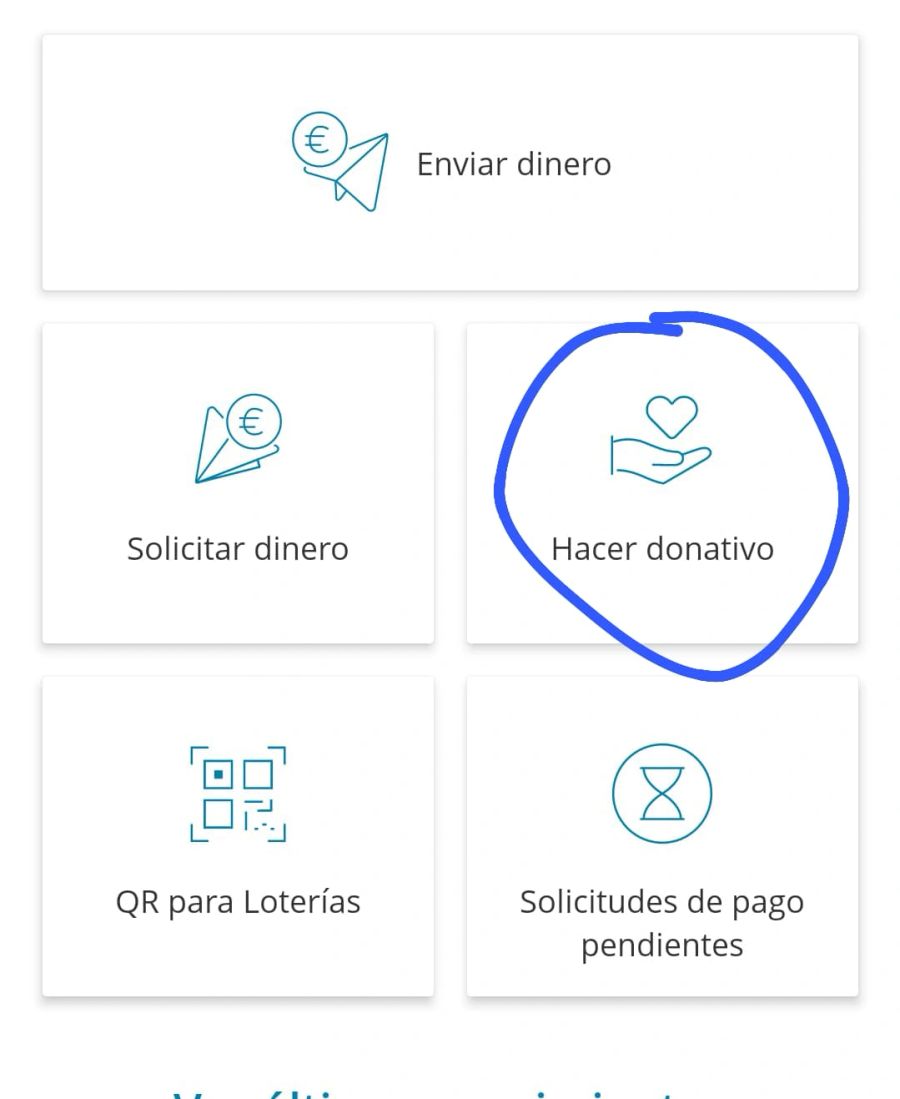 Enviar dinero
Solicitar dinero
Hacer donativo
QR para Loterías
Solicitudes de pago
pendientes